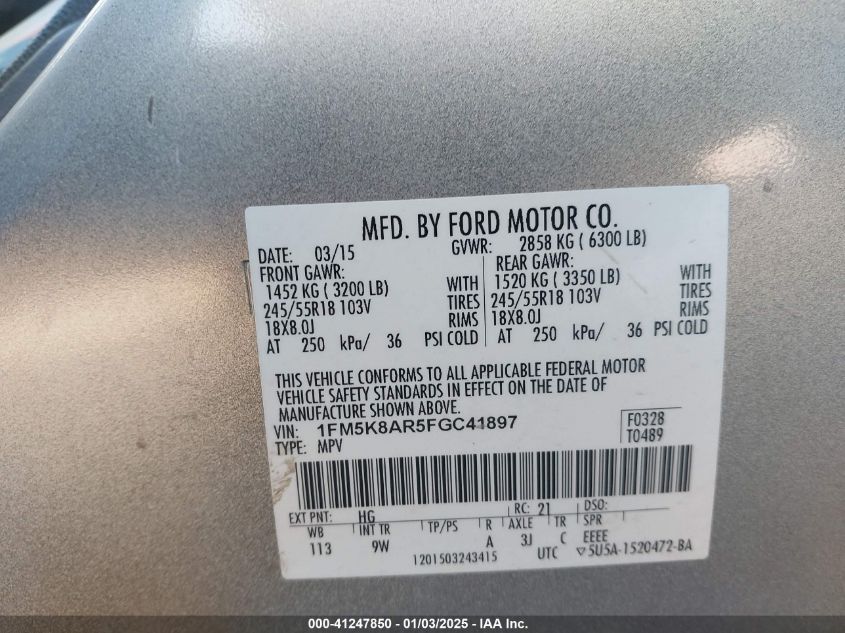 MFD. BY FORD MOTOR CO.
DATE: 03/15 GVWR: 2858 KG ( 6300 LB)
FRONT GAWR: REAR GAWR:
1452 KG ( 3200 LB) WITH 1520 KG ( 3350 LB) WITH
245/55R18 103V TIRES 245/55R18 103V TIRES
18X8.0J RIMS 18X8.0J RIMS
AT 250 kPa/ 36 PSI COLD AT 250 kPa/ 36 PSI COLD
THIS VEHICLE CONFORMS TO ALL APPLICABLE FEDERAL MOTOR
VEHICLE SAFETY STANDARDS IN EFFECT ON THE DATE OF
MANUFACTURE SHOWN ABOVE.
VIN: 1FM5K8AR5FGC41897 F0328
TYPE: MPV T0489
EXT PNT: HG RC: 21 DSO:
WB INT TR TP/PS R AXLE TR SPR
113 9W A 3J C EEEE
1201503243415 UTC ▽5U5A-1520472-BA
000-41247850 - 01/03/2025 - IAA Inc.